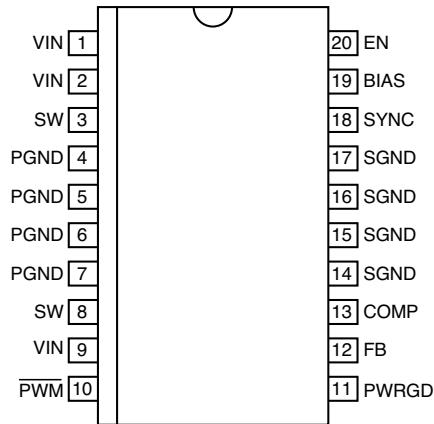 VIN 1 20 EN
VIN 2 19 BIAS
SW 3 18 SYNC
PGND 4 17 SGND
PGND 5 16 SGND
PGND 6 15 SGND
PGND 7 14 SGND
SW 8 13 COMP
VIN 9 12 FB
P̅W̅M̅ 10 11 PWRGD